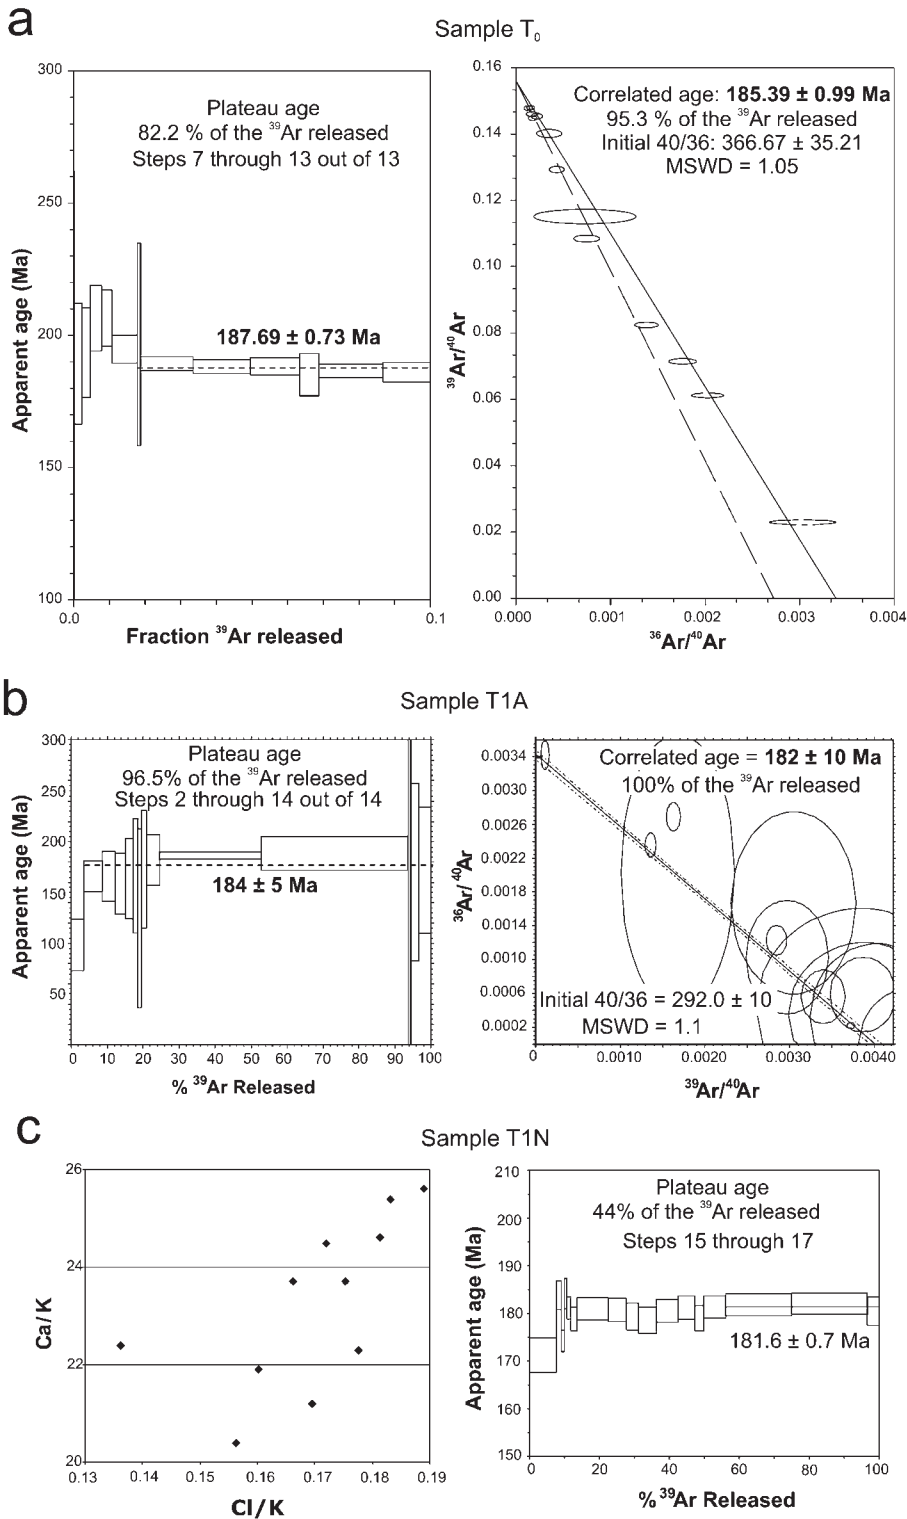 a
Sample T₀
300
250
200
150
100
Apparent age (Ma)
Plateau age
82.2 % of the ³⁹Ar released
Steps 7 through 13 out of 13
187.69 ± 0.73 Ma
0.0
0.1
Fraction ³⁹Ar released
0.16
0.14
0.12
0.10
0.08
0.06
0.04
0.02
0.00
³⁹Ar/⁴⁰Ar
Correlated age: 185.39 ± 0.99 Ma
95.3 % of the ³⁹Ar released
Initial 40/36: 366.67 ± 35.21
MSWD = 1.05
0.000 0.001 0.002 0.003 0.004
³⁶Ar/⁴⁰Ar
b
Sample T1A
300
250
200
150
100
50
Apparent age (Ma)
Plateau age
96.5% of the ³⁹Ar released
Steps 2 through 14 out of 14
184 ± 5 Ma
0 10 20 30 40 50 60 70 80 90 100
% ³⁹Ar Released
0.0034
0.0030
0.0026
0.0022
0.0018
0.0014
0.0010
0.0006
0.0002
³⁶Ar/⁴⁰Ar
Correlated age = 182 ± 10 Ma
100% of the ³⁹Ar released
Initial 40/36 = 292.0 ± 10
MSWD = 1.1
0 0.0010 0.0020 0.0030 0.0040
³⁹Ar/⁴⁰Ar
c
Sample T1N
26
24
22
20
Ca/K
0.13 0.14 0.15 0.16 0.17 0.18 0.19
Cl/K
210
200
190
180
170
160
150
Apparent age (Ma)
Plateau age
44% of the ³⁹Ar released
Steps 15 through 17
181.6 ± 0.7 Ma
0 20 40 60 80 100
% ³⁹Ar Released